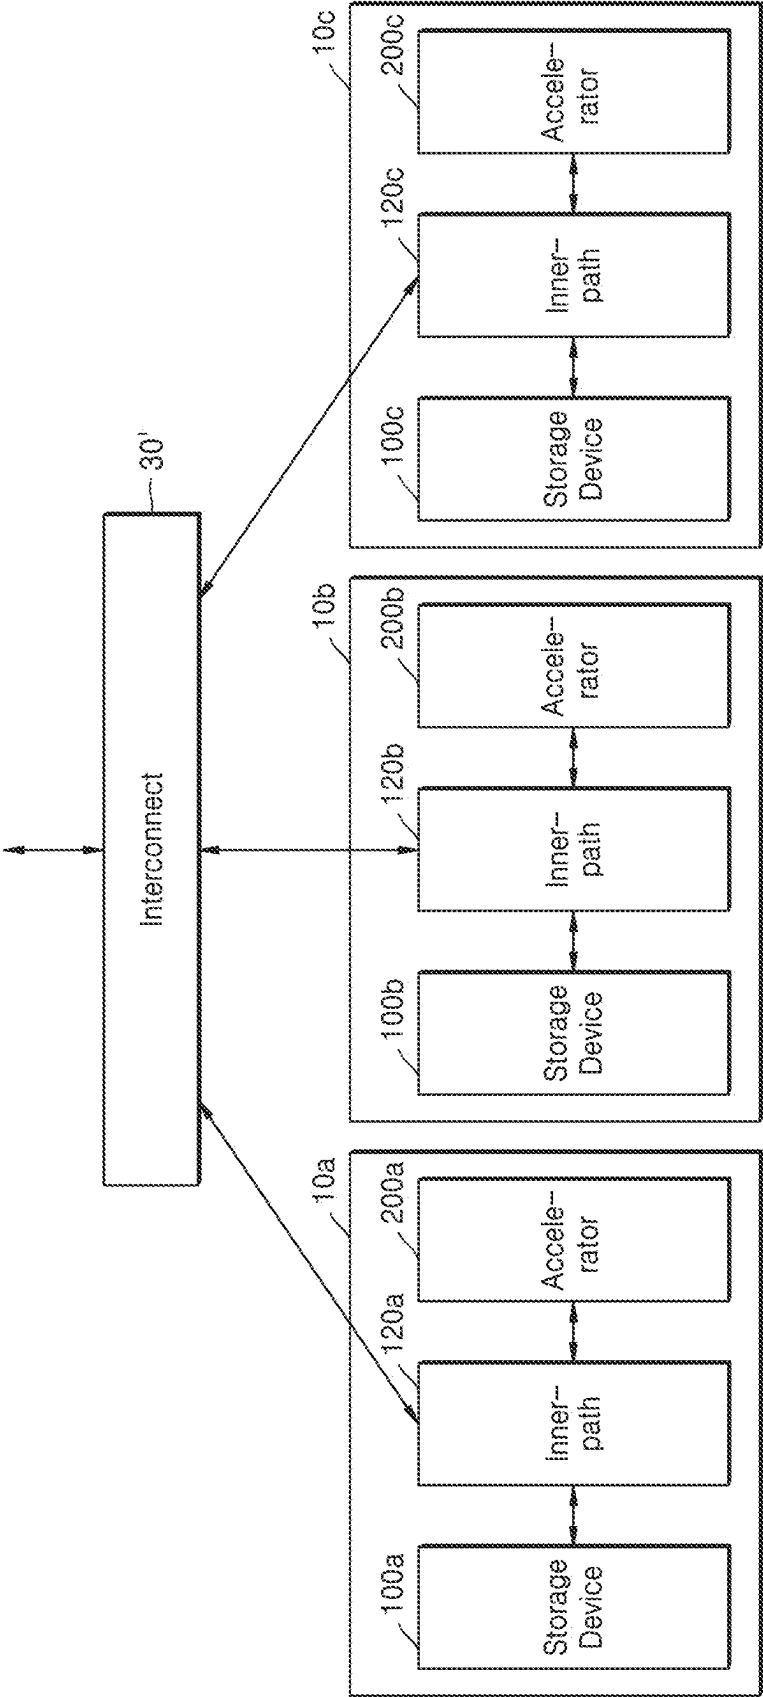 30'
Interconnect
10a
100a
Storage
Device
120a
Inner–
path
200a
Accele–
rator
10b
100b
Storage
Device
120b
Inner–
path
200b
Accele–
rator
10c
100c
Storage
Device
120c
Inner–
path
200c
Accele–
rator